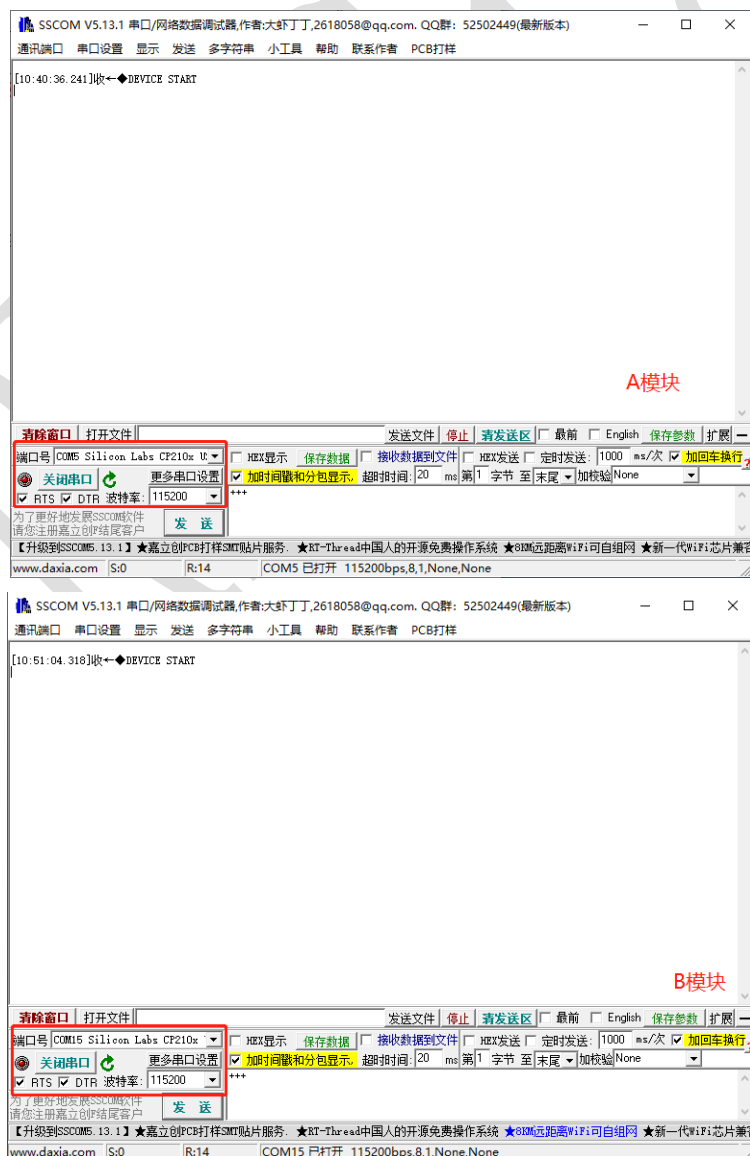 SSCOM V5.13.1 串口/网络数据调试器,作者:大虾丁丁,2618058@qq.com. QQ群: 52502449(最新版本)
通讯端口 串口设置 显示 发送 多字符串 小工具 帮助 联系作者 PCB打样
[10:40:36.241]收←◆DEVICE START
A模块
清除窗口 打开文件 发送文件 停止 清发送区 最前 English 保存参数 扩展 —
端口号 COM5 Silicon Labs CP210x U HEX显示 保存数据 接收数据到文件 HEX发送 定时发送: 1000 ms/次 加回车换行
关闭串口 更多串口设置 加时间戳和分包显示, 超时时间: 20 ms 第1 字节 至 末尾 加校验None
RTS DTR 波特率: 115200 +++
为了更好地发展SSCOM软件
请您注册嘉立创F结尾客户 发 送
【升级到SSCOM5.13.1】★嘉立创PCB打样SMT贴片服务. ★RT-Thread中国人的开源免费操作系统 ★8KM远距离WiFi可自组网 ★新一代WiFi芯片兼容
www.daxia.com S:0 R:14 COM5 已打开 115200bps,8,1,None,None
SSCOM V5.13.1 串口/网络数据调试器,作者:大虾丁丁,2618058@qq.com. QQ群: 52502449(最新版本)
通讯端口 串口设置 显示 发送 多字符串 小工具 帮助 联系作者 PCB打样
[10:51:04.318]收←◆DEVICE START
B模块
清除窗口 打开文件 发送文件 停止 清发送区 最前 English 保存参数 扩展 —
端口号 COM15 Silicon Labs CP210x HEX显示 保存数据 接收数据到文件 HEX发送 定时发送: 1000 ms/次 加回车换行
关闭串口 更多串口设置 加时间戳和分包显示, 超时时间: 20 ms 第1 字节 至 末尾 加校验None
RTS DTR 波特率: 115200 +++
为了更好地发展SSCOM软件
请您注册嘉立创F结尾客户 发 送
【升级到SSCOM5.13.1】★嘉立创PCB打样SMT贴片服务. ★RT-Thread中国人的开源免费操作系统 ★8KM远距离WiFi可自组网 ★新一代WiFi芯片兼容
www.daxia.com S:0 R:14 COM15 已打开 115200bps,8,1,None,None